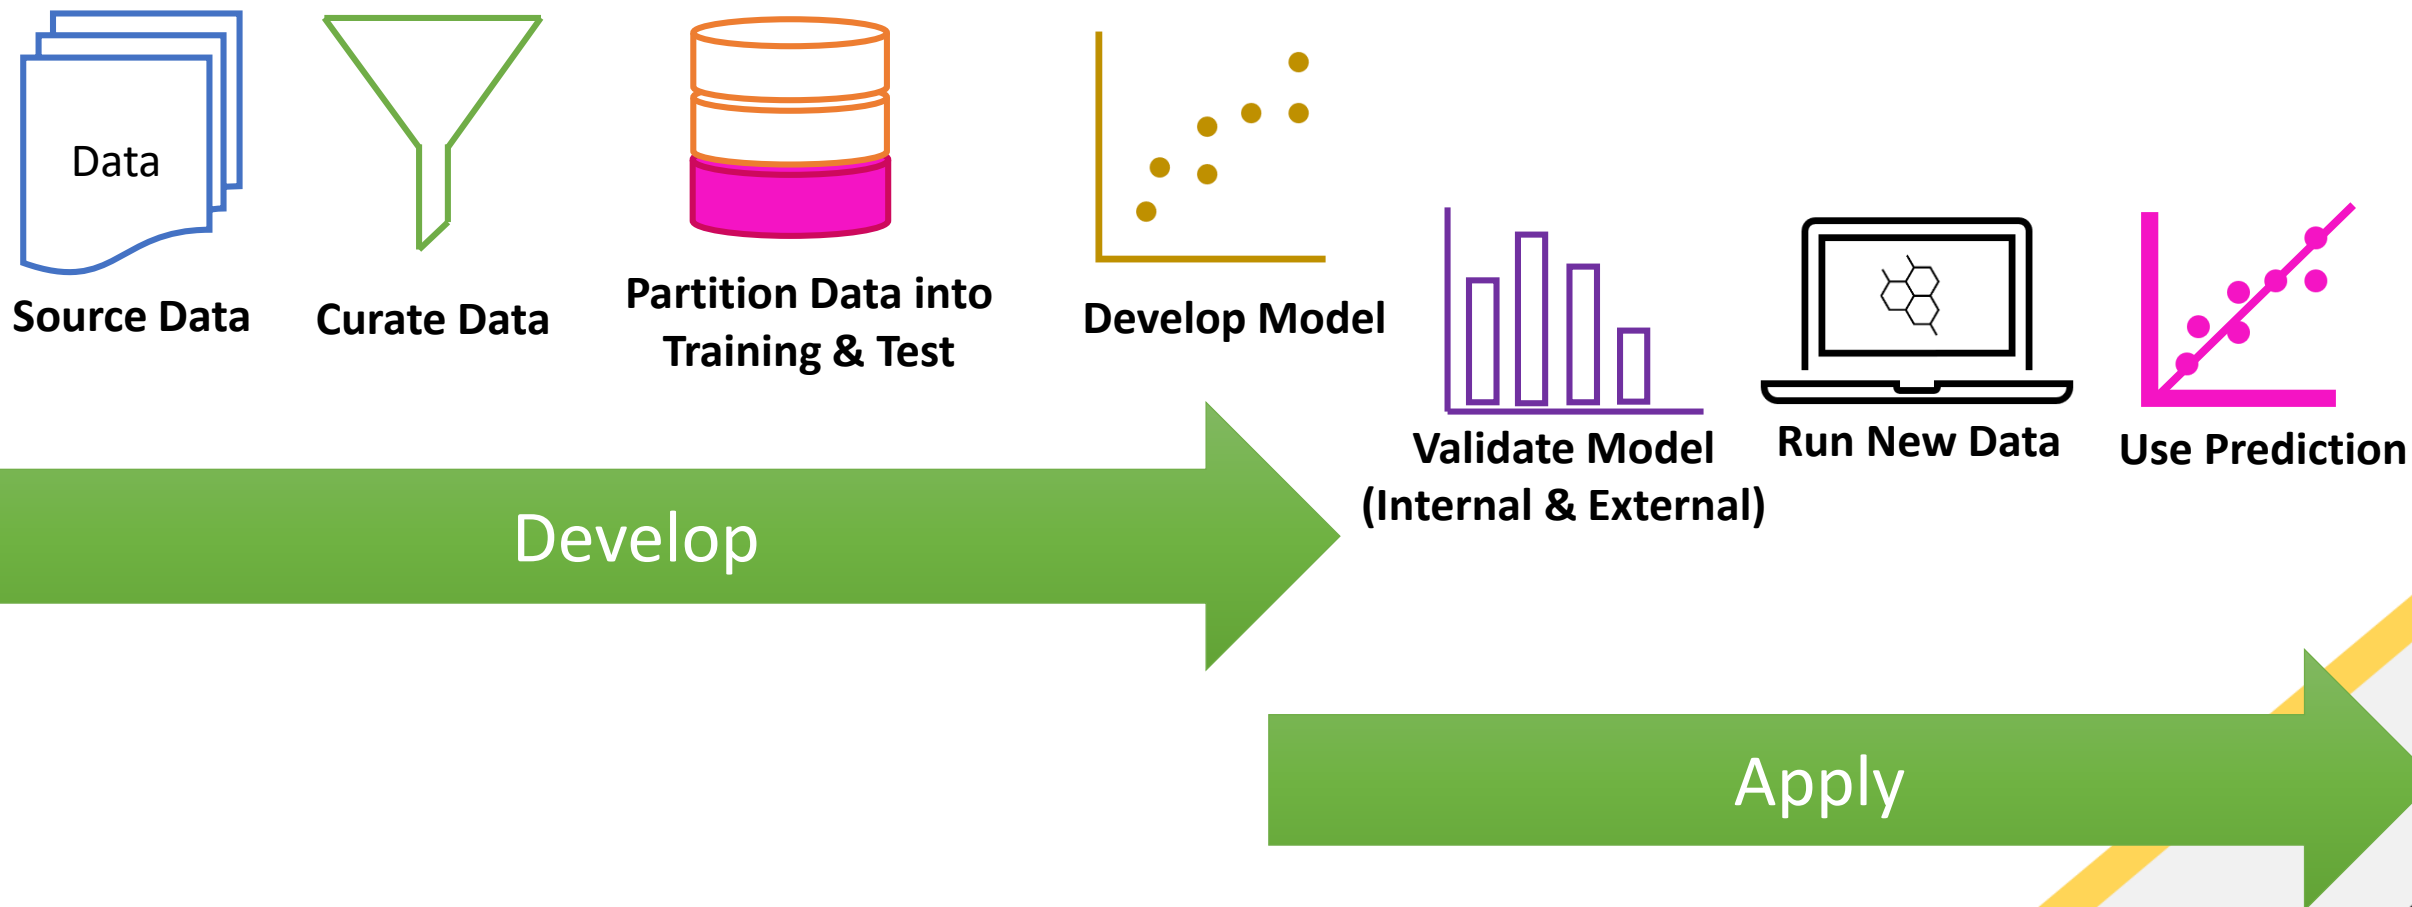 Data
Source Data
Curate Data
Partition Data into
Training & Test
Develop Model
Validate Model
(Internal & External)
Run New Data
Use Prediction
Develop
Apply